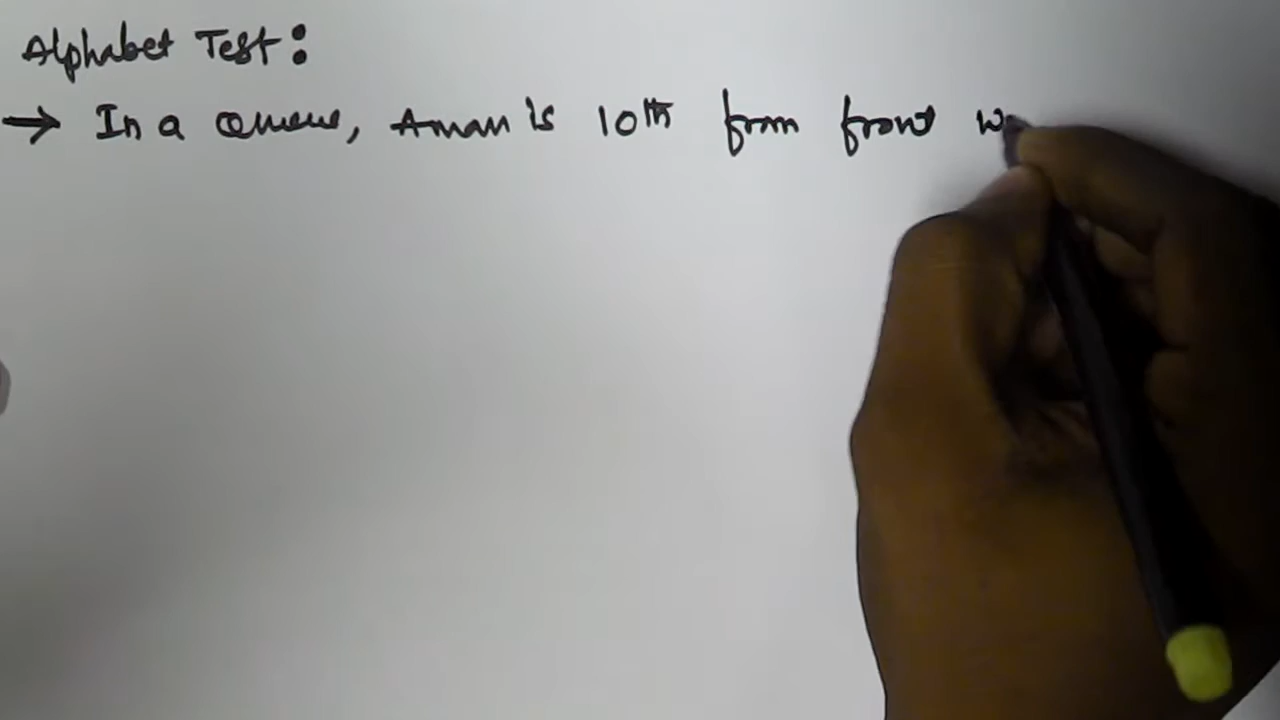 Alphabet Test:
→ In a Queue, Aman is 10th from front w